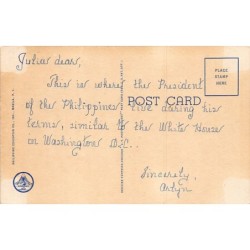 Julia dear,
This is where the President
of the Philippines live during his
POST CARD
terms, similar to the White House
in Washington D.C..
Sincerely,
PLACE
STAMP
HERE